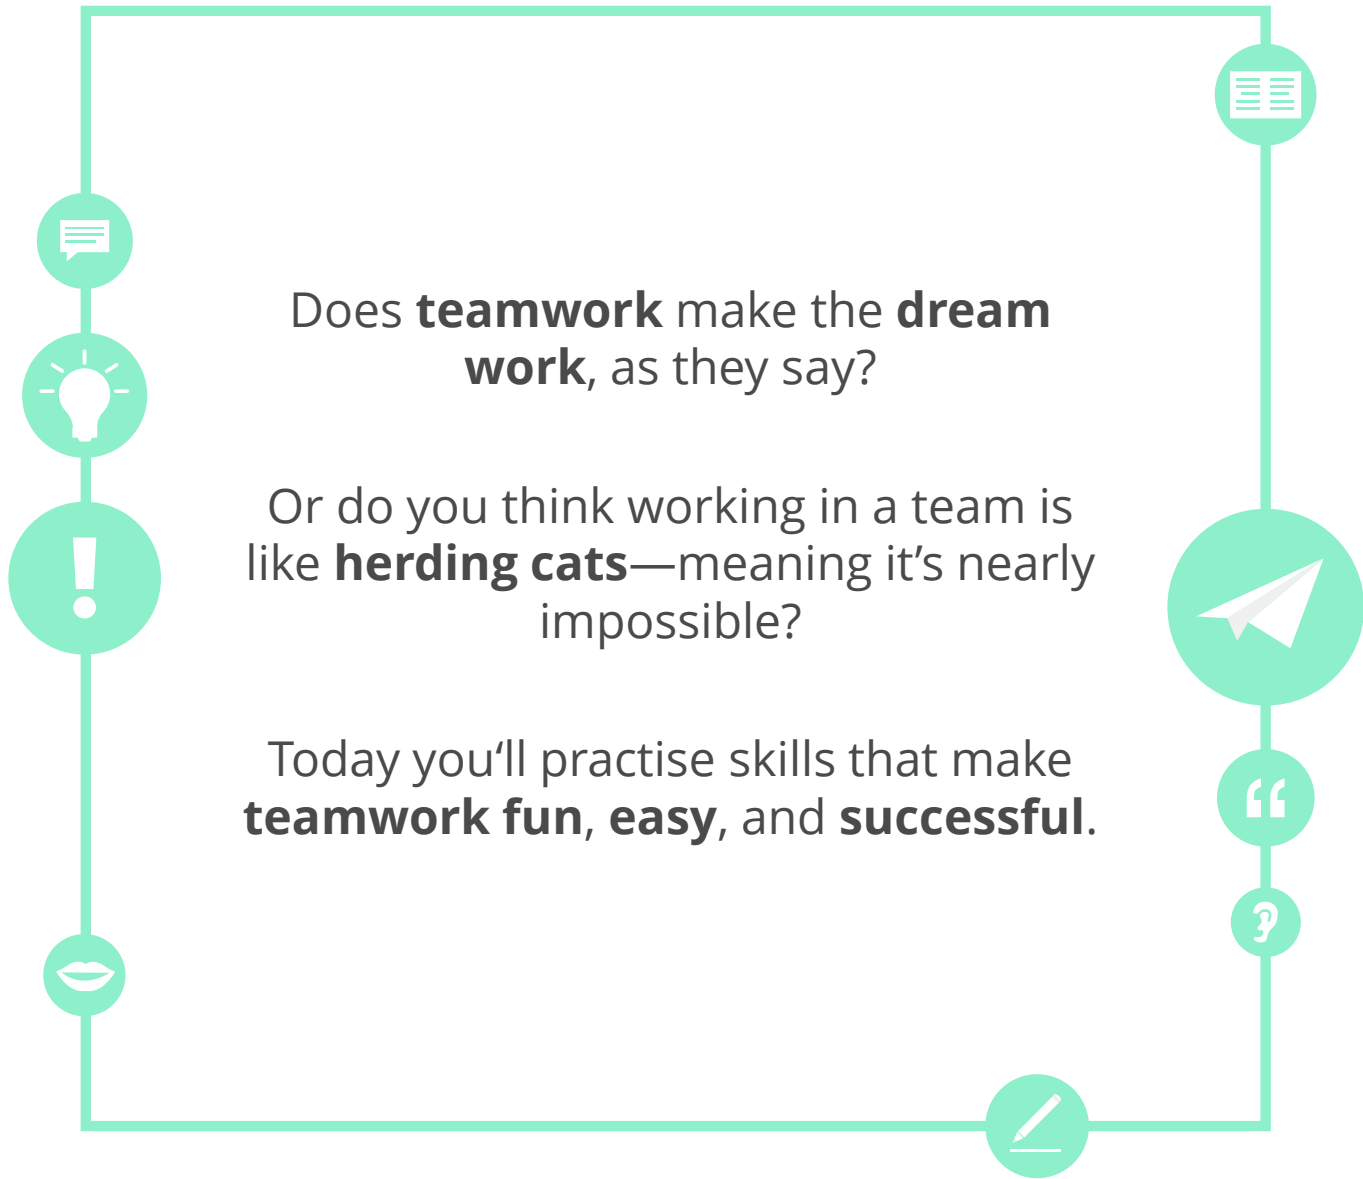 Does teamwork make the dream
work, as they say?
Or do you think working in a team is
like herding cats—meaning it’s nearly
impossible?
Today you‘ll practise skills that make
teamwork fun, easy, and successful.